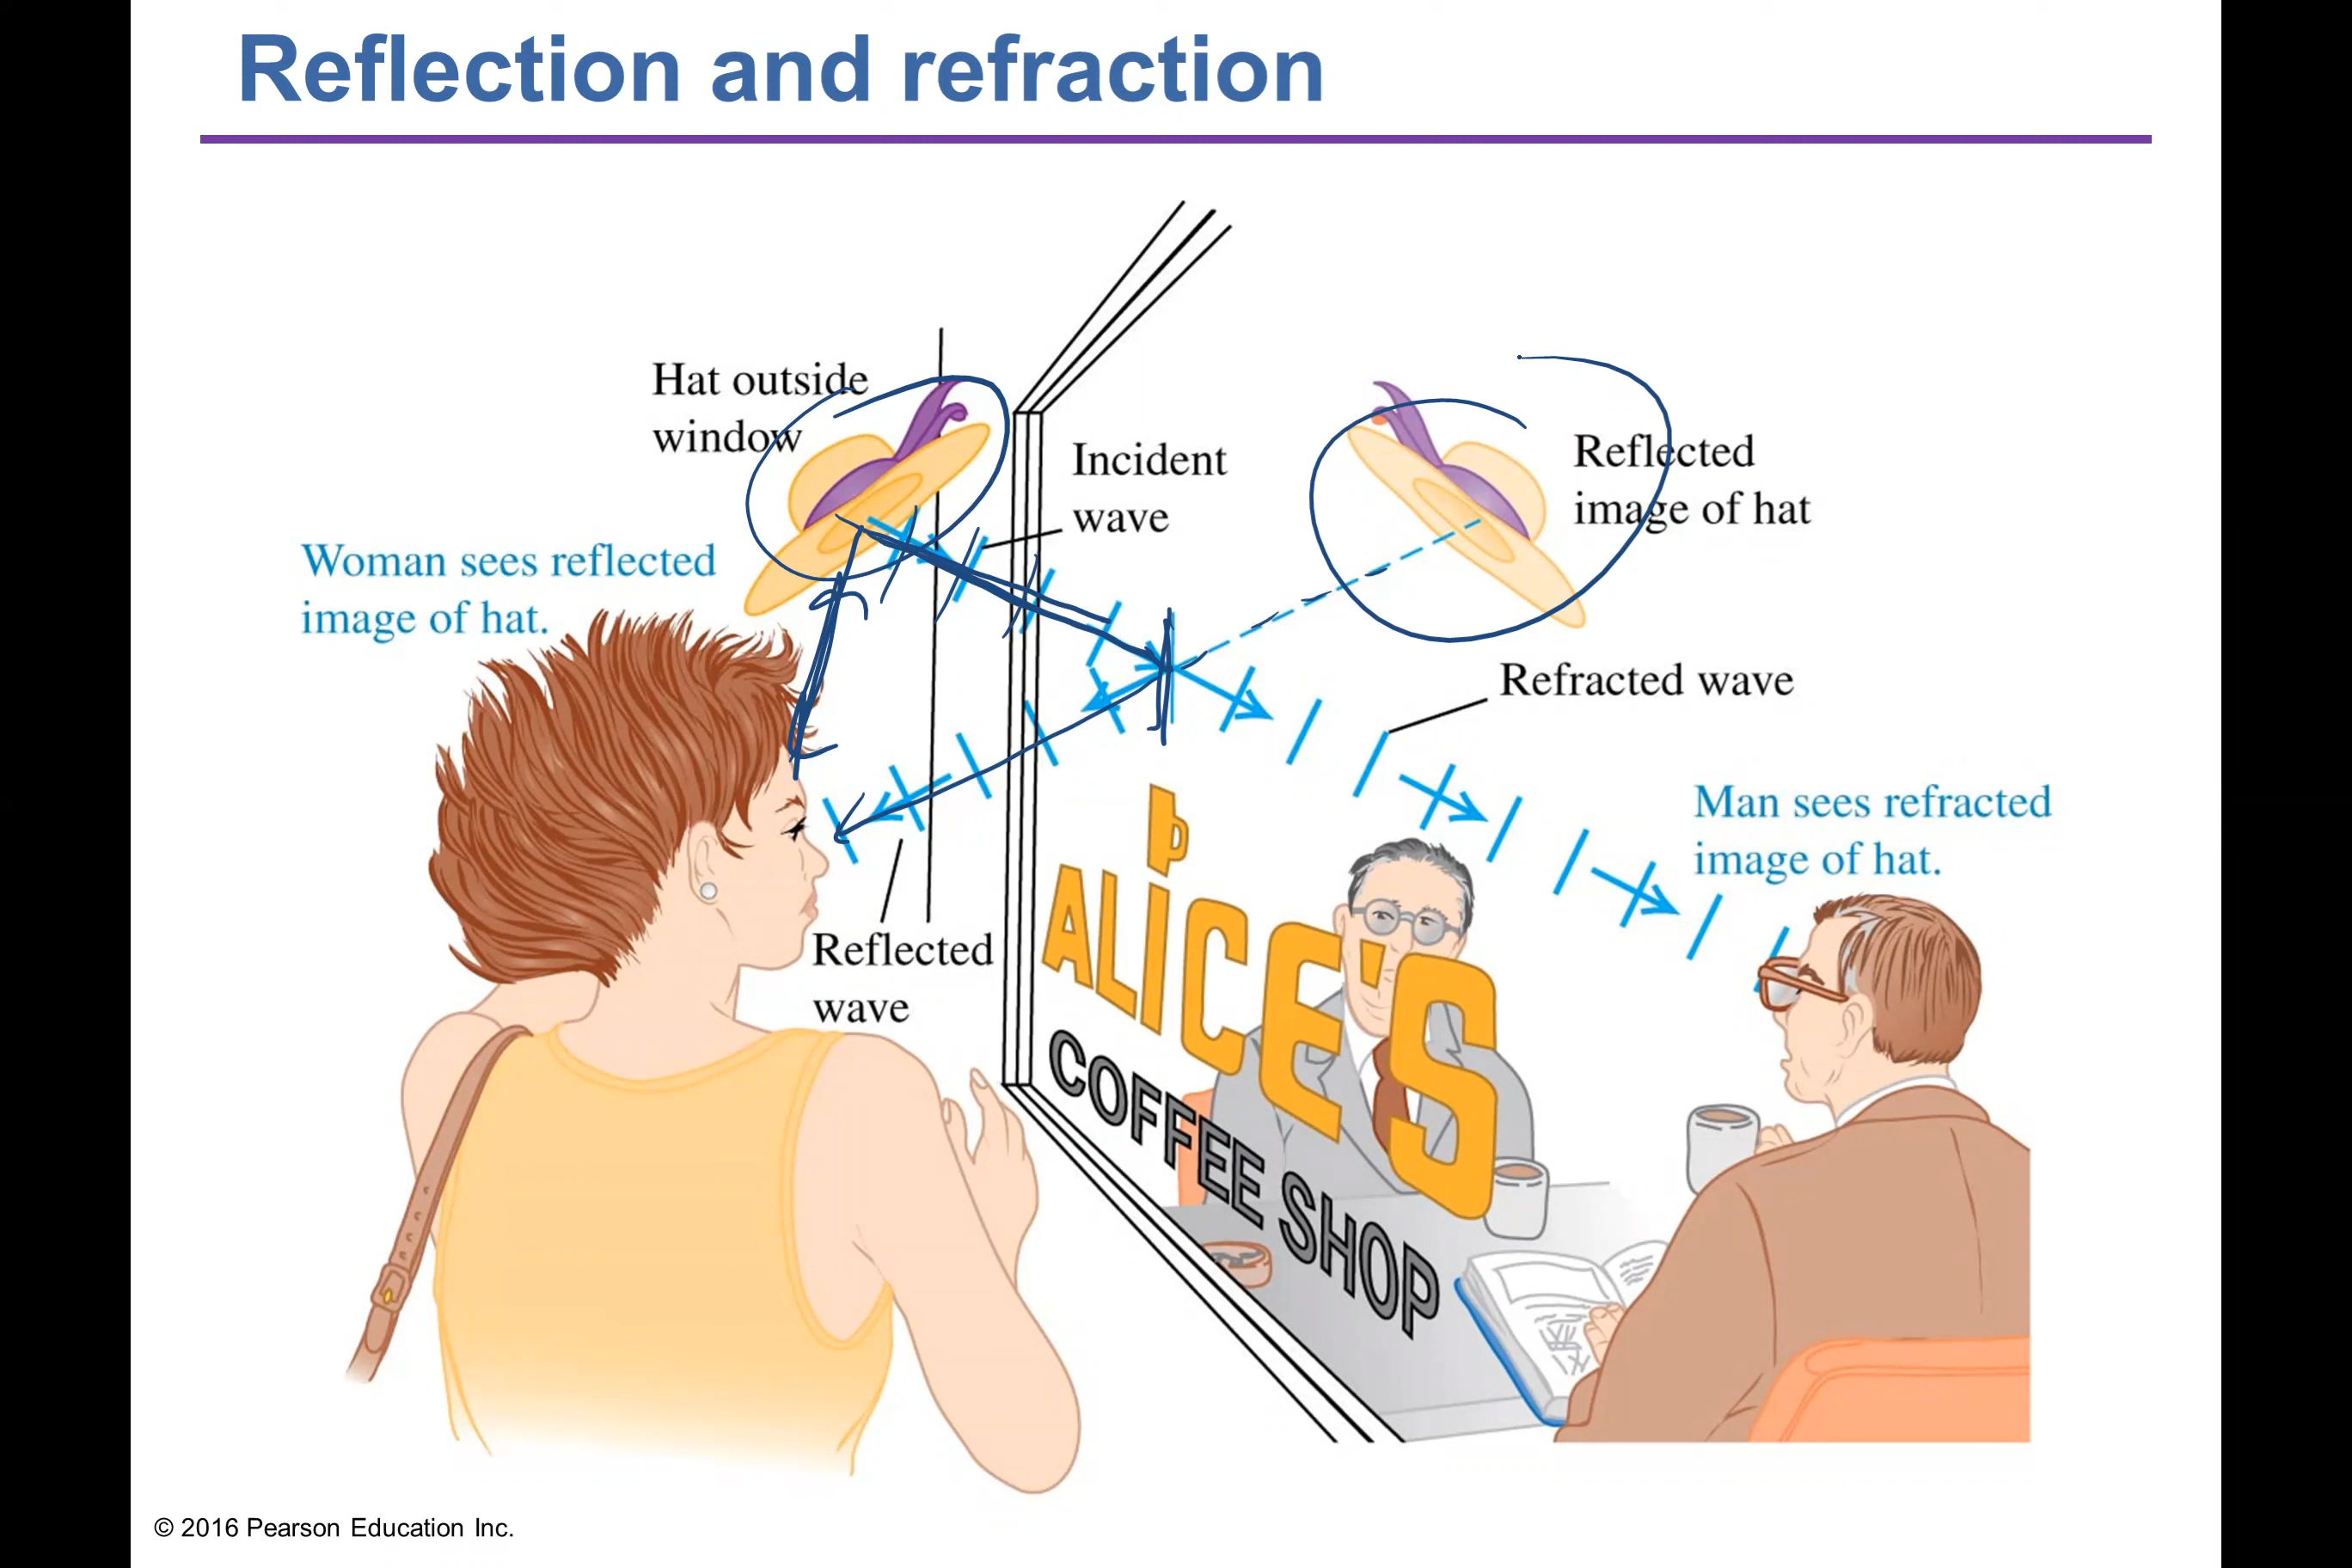 Reflection and refraction
Hat outside
window
Incident
wave
Reflected
image of hat
Woman sees reflected
image of hat.
Refracted wave
Man sees refracted
image of hat.
Reflected
wave
ALiCE'S
COFFEE SHOP
© 2016 Pearson Education Inc.